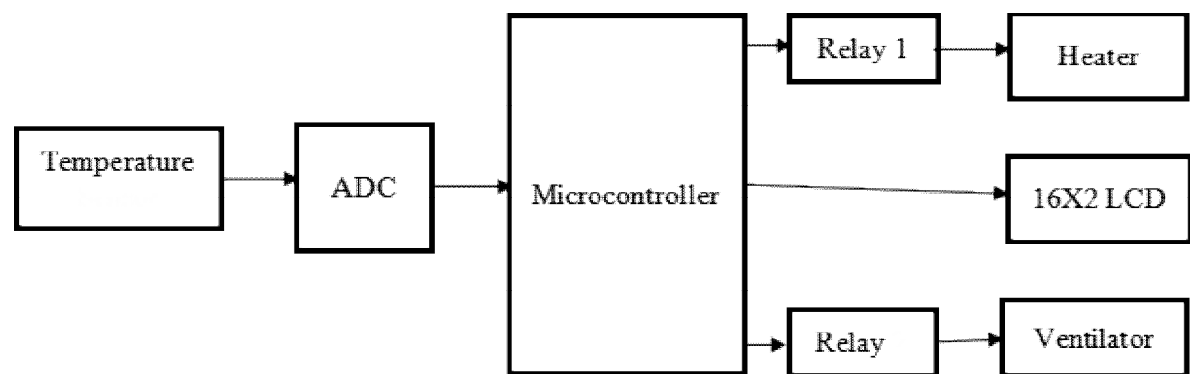 Temperature
ADC
Microcontroller
Relay 1
Heater
16X2 LCD
Relay
Ventilator